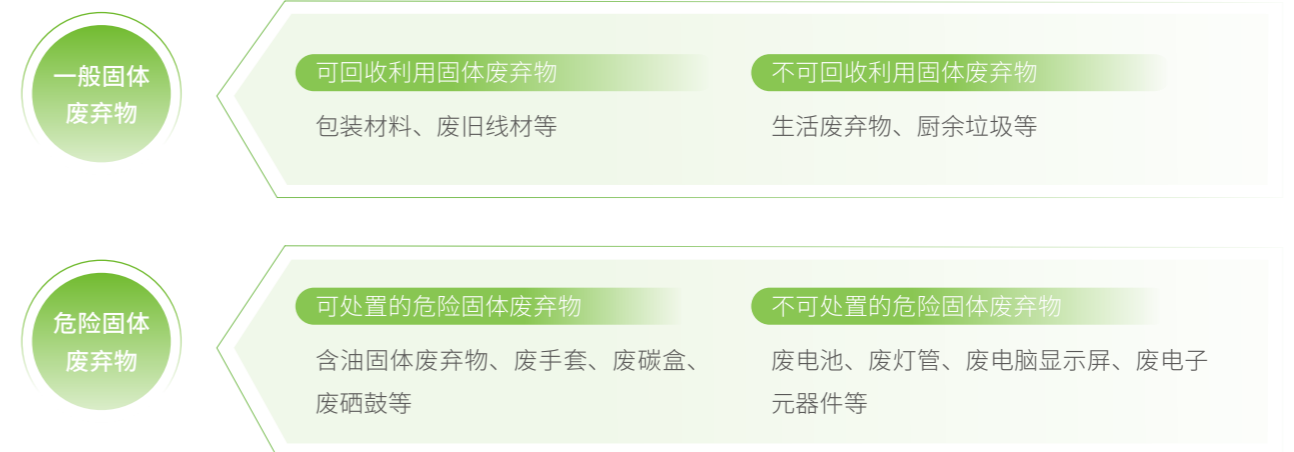 一般固体
废弃物
可回收利用固体废弃物
包装材料、废旧线材等
不可回收利用固体废弃物
生活废弃物、厨余垃圾等
危险固体
废弃物
可处置的危险固体废弃物
含油固体废弃物、废手套、废碳盒、
废硒鼓等
不可处置的危险固体废弃物
废电池、废灯管、废电脑显示屏、废电子
元器件等